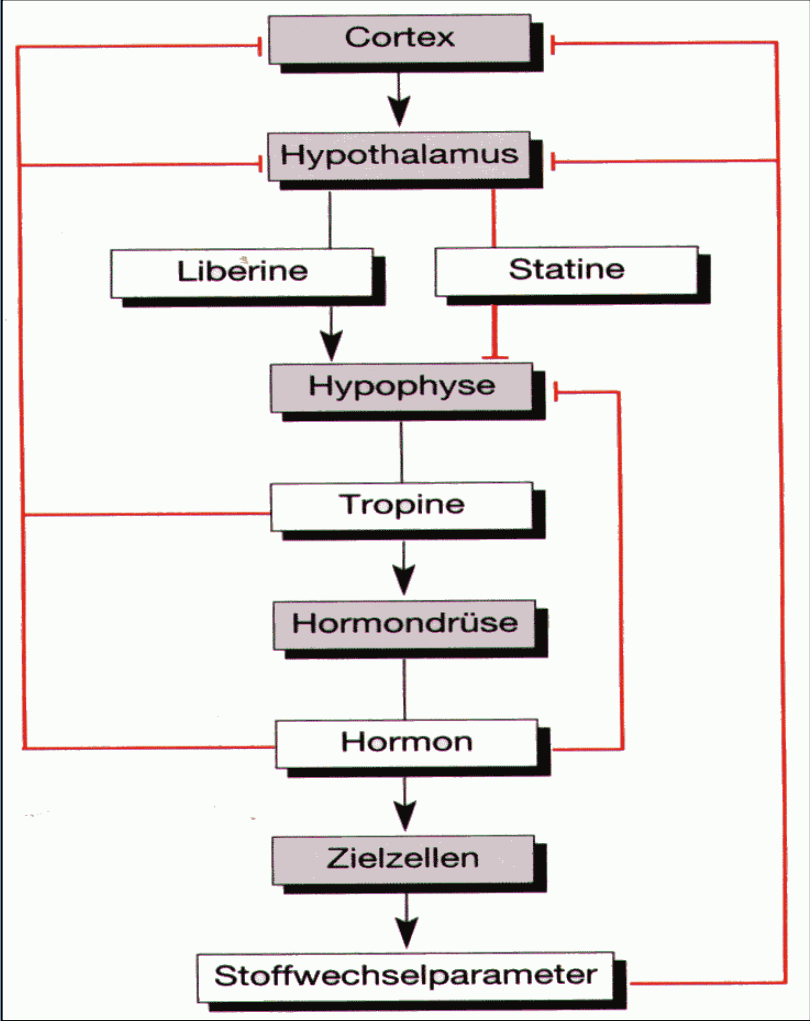 Cortex
Hypothalamus
Liberine
Statine
Hypophyse
Tropine
Hormondrüse
Hormon
Zielzellen
Stoffwechselparameter